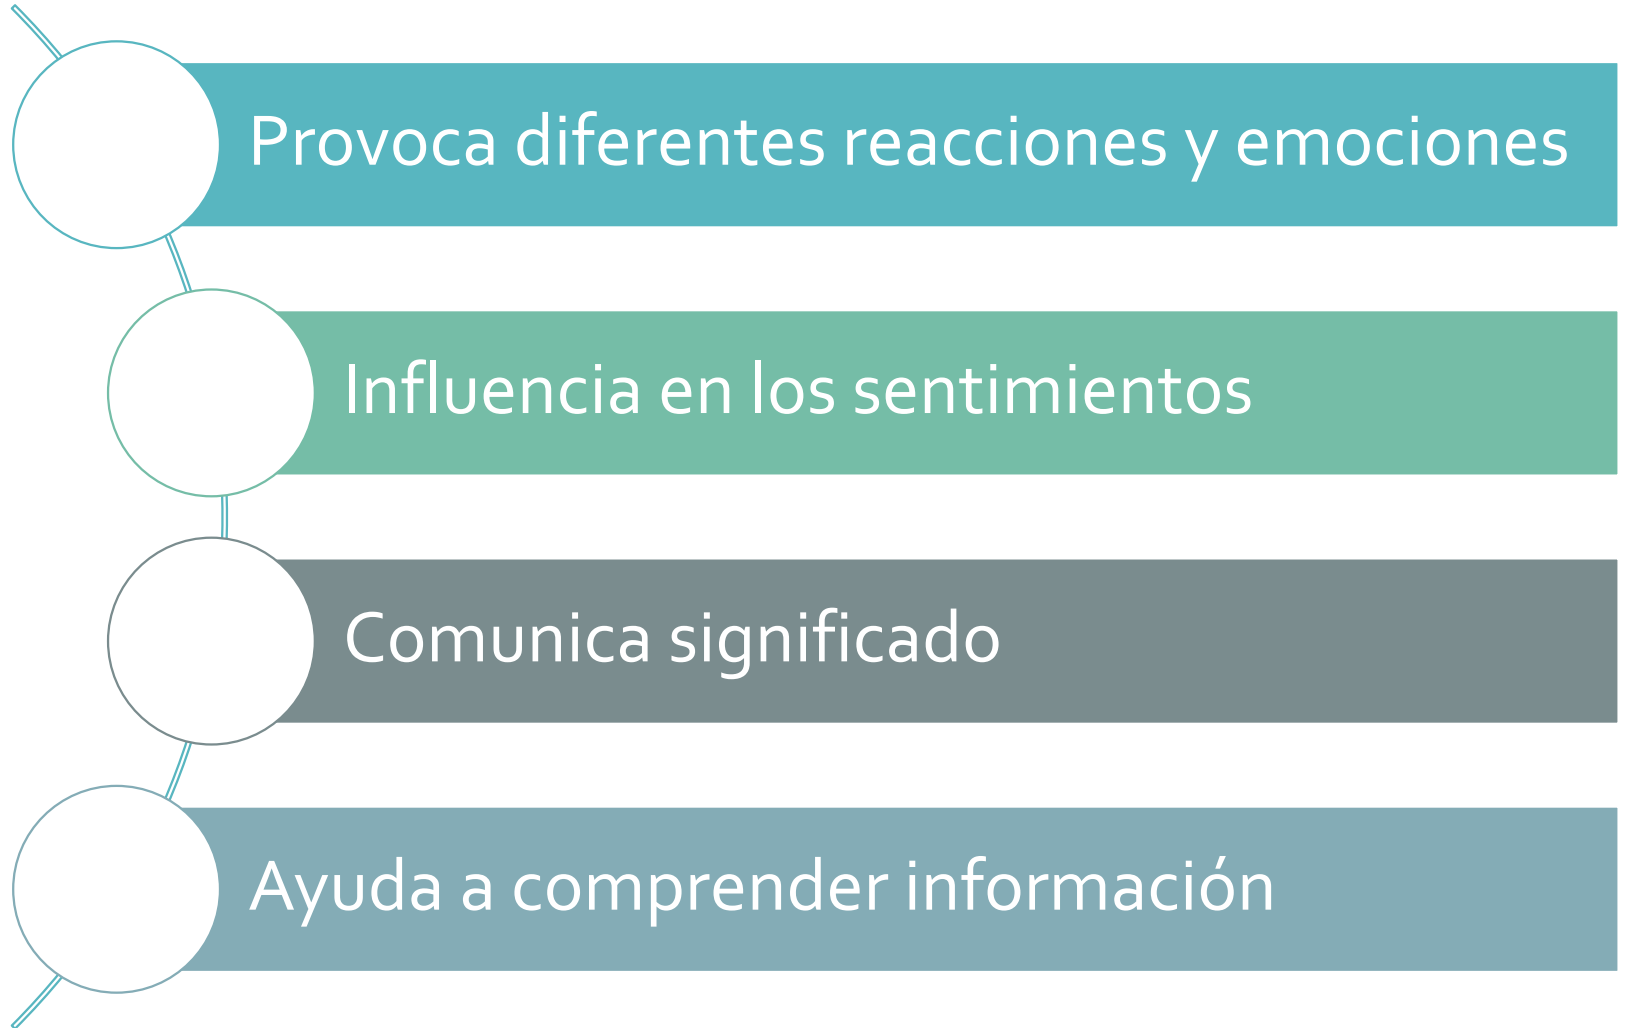 Provoca diferentes reacciones y emociones
Influencia en los sentimientos
Comunica significado
Ayuda a comprender información